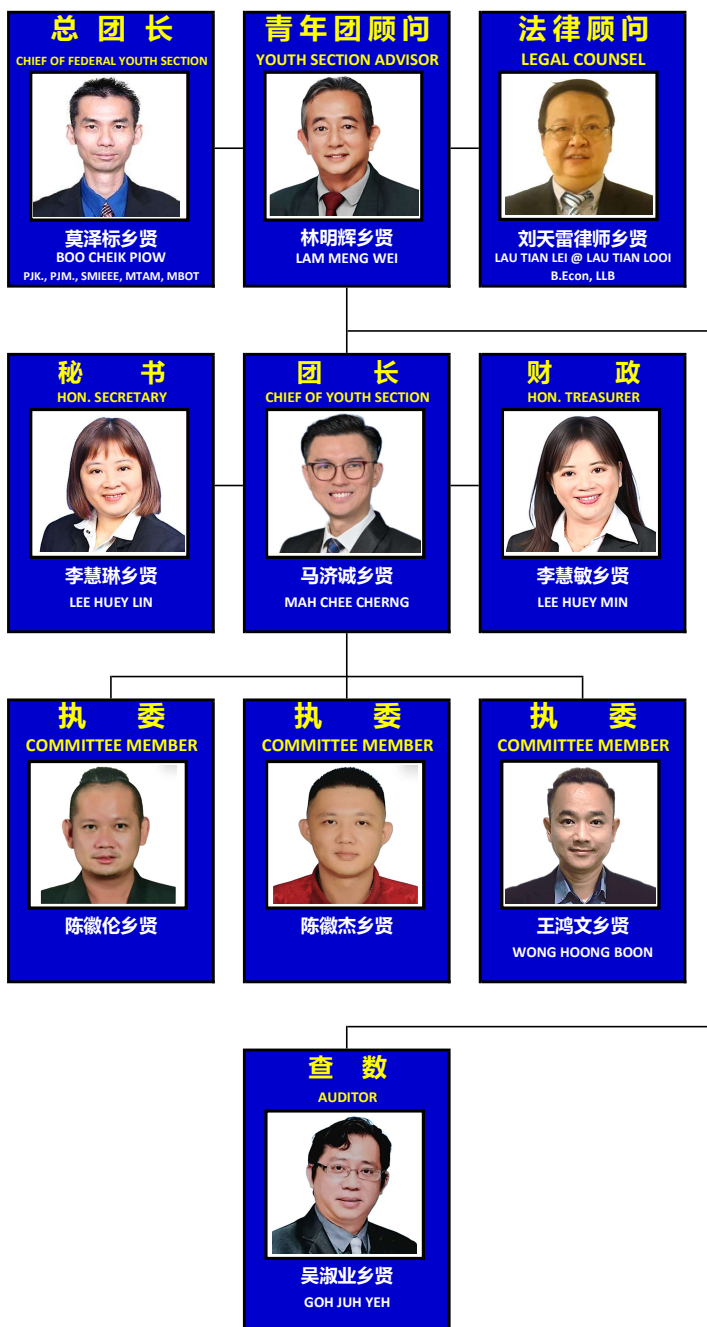 总团长
CHIEF OF FEDERAL YOUTH SECTION
莫泽标乡贤
BOO CHEIK PIOW
PJK., PJM., SMIEEE, MTAM, MBOT
青年团顾问
YOUTH SECTION ADVISOR
林明辉乡贤
LAM MENG WEI
法律顾问
LEGAL COUNSEL
刘天雷律师乡贤
LAU TIAN LEI @ LAU TIAN LOOI
B.Econ, LLB
秘书
HON. SECRETARY
李慧琳乡贤
LEE HUEY LIN
团长
CHIEF OF YOUTH SECTION
马济诚乡贤
MAH CHEE CHERNG
财政
HON. TREASURER
李慧敏乡贤
LEE HUEY MIN
执委
COMMITTEE MEMBER
陈徽伦乡贤
执委
COMMITTEE MEMBER
陈徽杰乡贤
执委
COMMITTEE MEMBER
王鸿文乡贤
WONG HOONG BOON
查数
AUDITOR
吴淑业乡贤
GOH JUH YEH